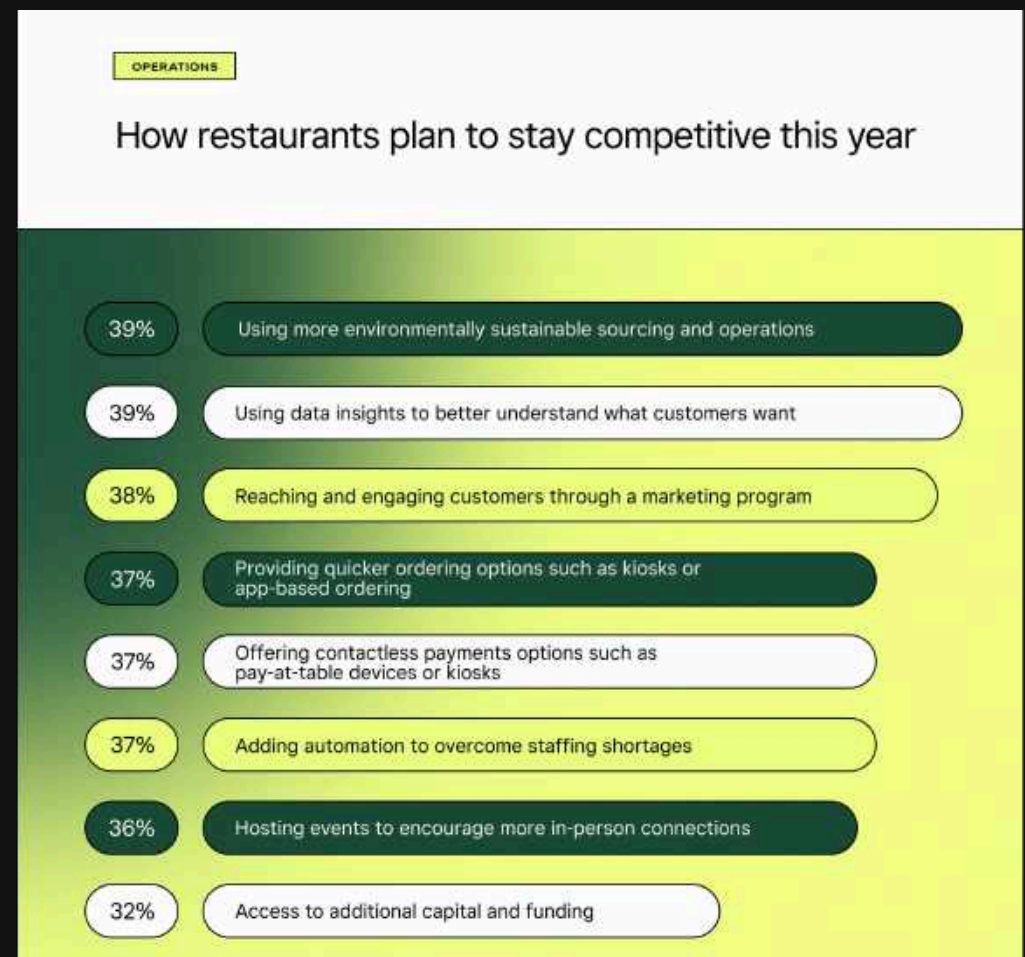 OPERATIONS
How restaurants plan to stay competitive this year
39% Using more environmentally sustainable sourcing and operations
39% Using data insights to better understand what customers want
38% Reaching and engaging customers through a marketing program
37% Providing quicker ordering options such as kiosks or
app-based ordering
37% Offering contactless payments options such as
pay-at-table devices or kiosks
37% Adding automation to overcome staffing shortages
36% Hosting events to encourage more in-person connections
32% Access to additional capital and funding